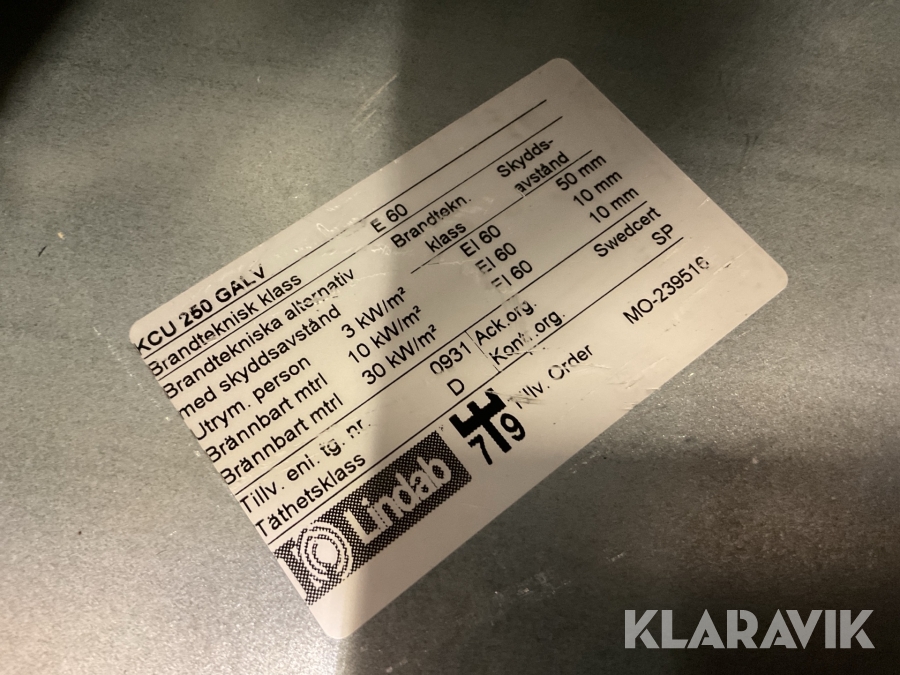 KCU 250 GALV
Brandteknisk klass E 60
Brandtekniska alternativ Brandtekn. Skydds-
med skyddsavstånd klass avstånd
Utrym. person 3 kW/m² EI 60 50 mm
Brännbart mtrl 10 kW/m² EI 60 10 mm
Brännbart mtrl 30 kW/m² EI 60 10 mm
Tillv. enl. tg. nr. 0931 Ack.org. Swedcert
Täthetsklass D Kontr.org. SP
Lindab 7 9 Tillv. Order MO-239516
KLARAVIK